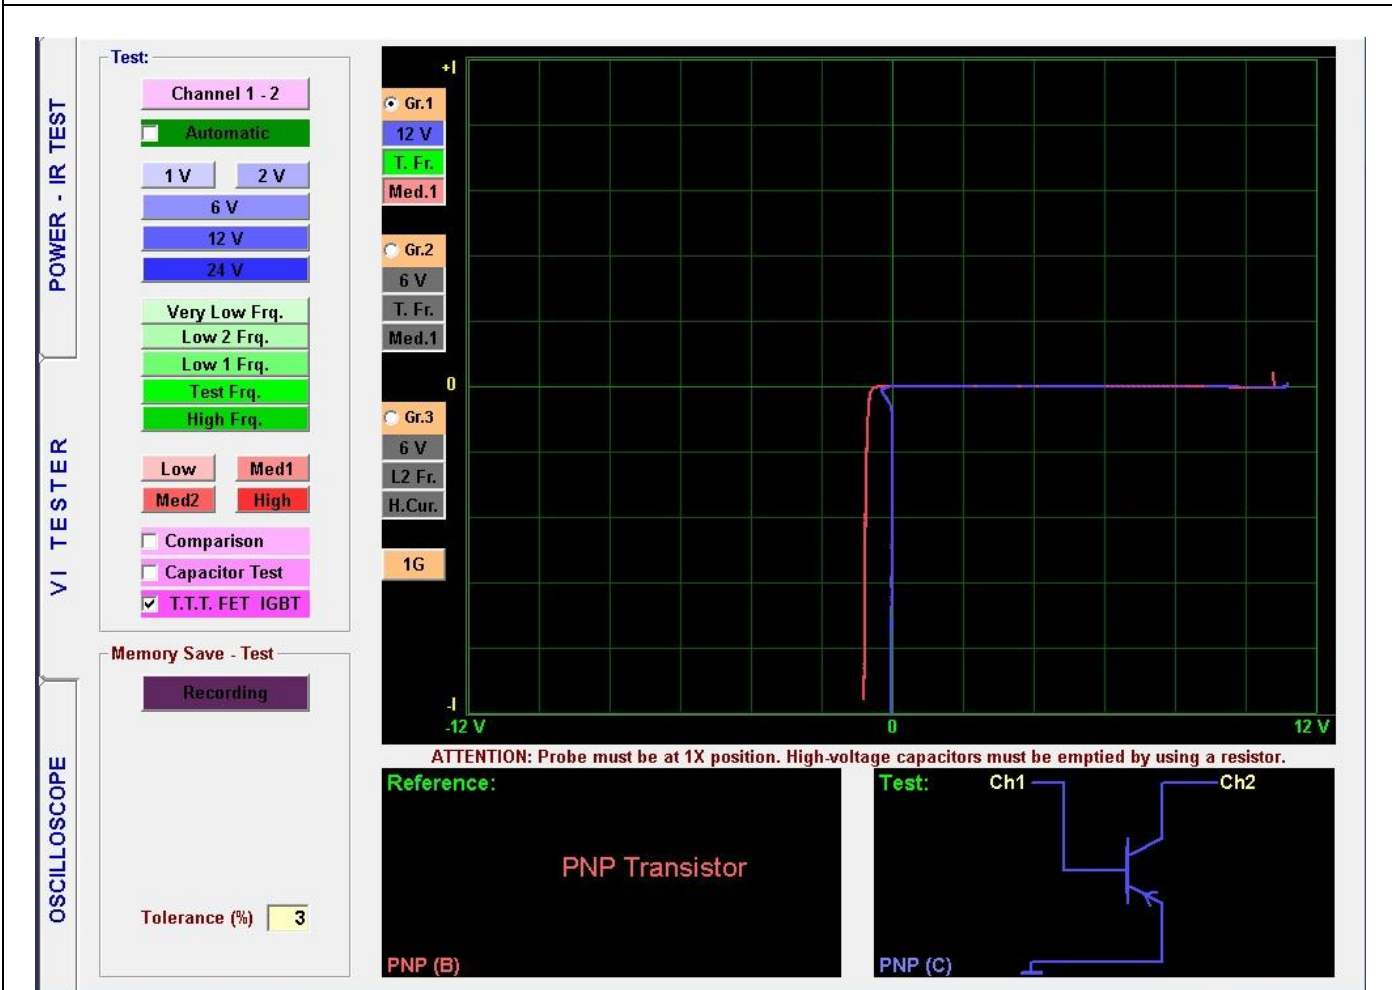 POWER - IR TEST
VI TESTER
OSCILLOSCOPE
Test:
Channel 1 - 2
Automatic
1 V
2 V
6 V
12 V
24 V
Very Low Frq.
Low 2 Frq.
Low 1 Frq.
Test Frq.
High Frq.
Low
Med1
Med2
High
Comparison
Capacitor Test
T.T.T. FET IGBT
Memory Save - Test
Recording
Tolerance (%)
3
Gr.1
12 V
T. Fr.
Med.1
Gr.2
6 V
T. Fr.
Med.1
Gr.3
6 V
L2 Fr.
H.Cur.
1G
+I
0
-I
-12 V
0
12 V
ATTENTION: Probe must be at 1X position. High-voltage capacitors must be emptied by using a resistor.
Reference:
PNP Transistor
PNP (B)
Test:
Ch1
Ch2
PNP (C)